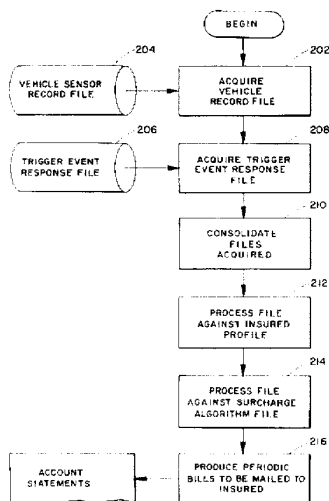 BEGIN
204
202
VEHICLE SENSOR
RECORD FILE
ACQUIRE
VEHICLE
RECORD FILE
206
208
TRIGGER EVENT
RESPONSE FILE
ACQUIRE TRIGGER
EVENT RESPONSE
FILE
210
CONSOLIDATE
FILES
ACQUIRED
212
PROCESS FILE
AGAINST INSURED
PROFILE
214
PROCESS FILE
AGAINST SURCHARGE
ALGORITHM FILE
216
ACCOUNT
STATEMENTS
PRODUCE PERIODIC
BILLS TO BE MAILED TO
INSURED